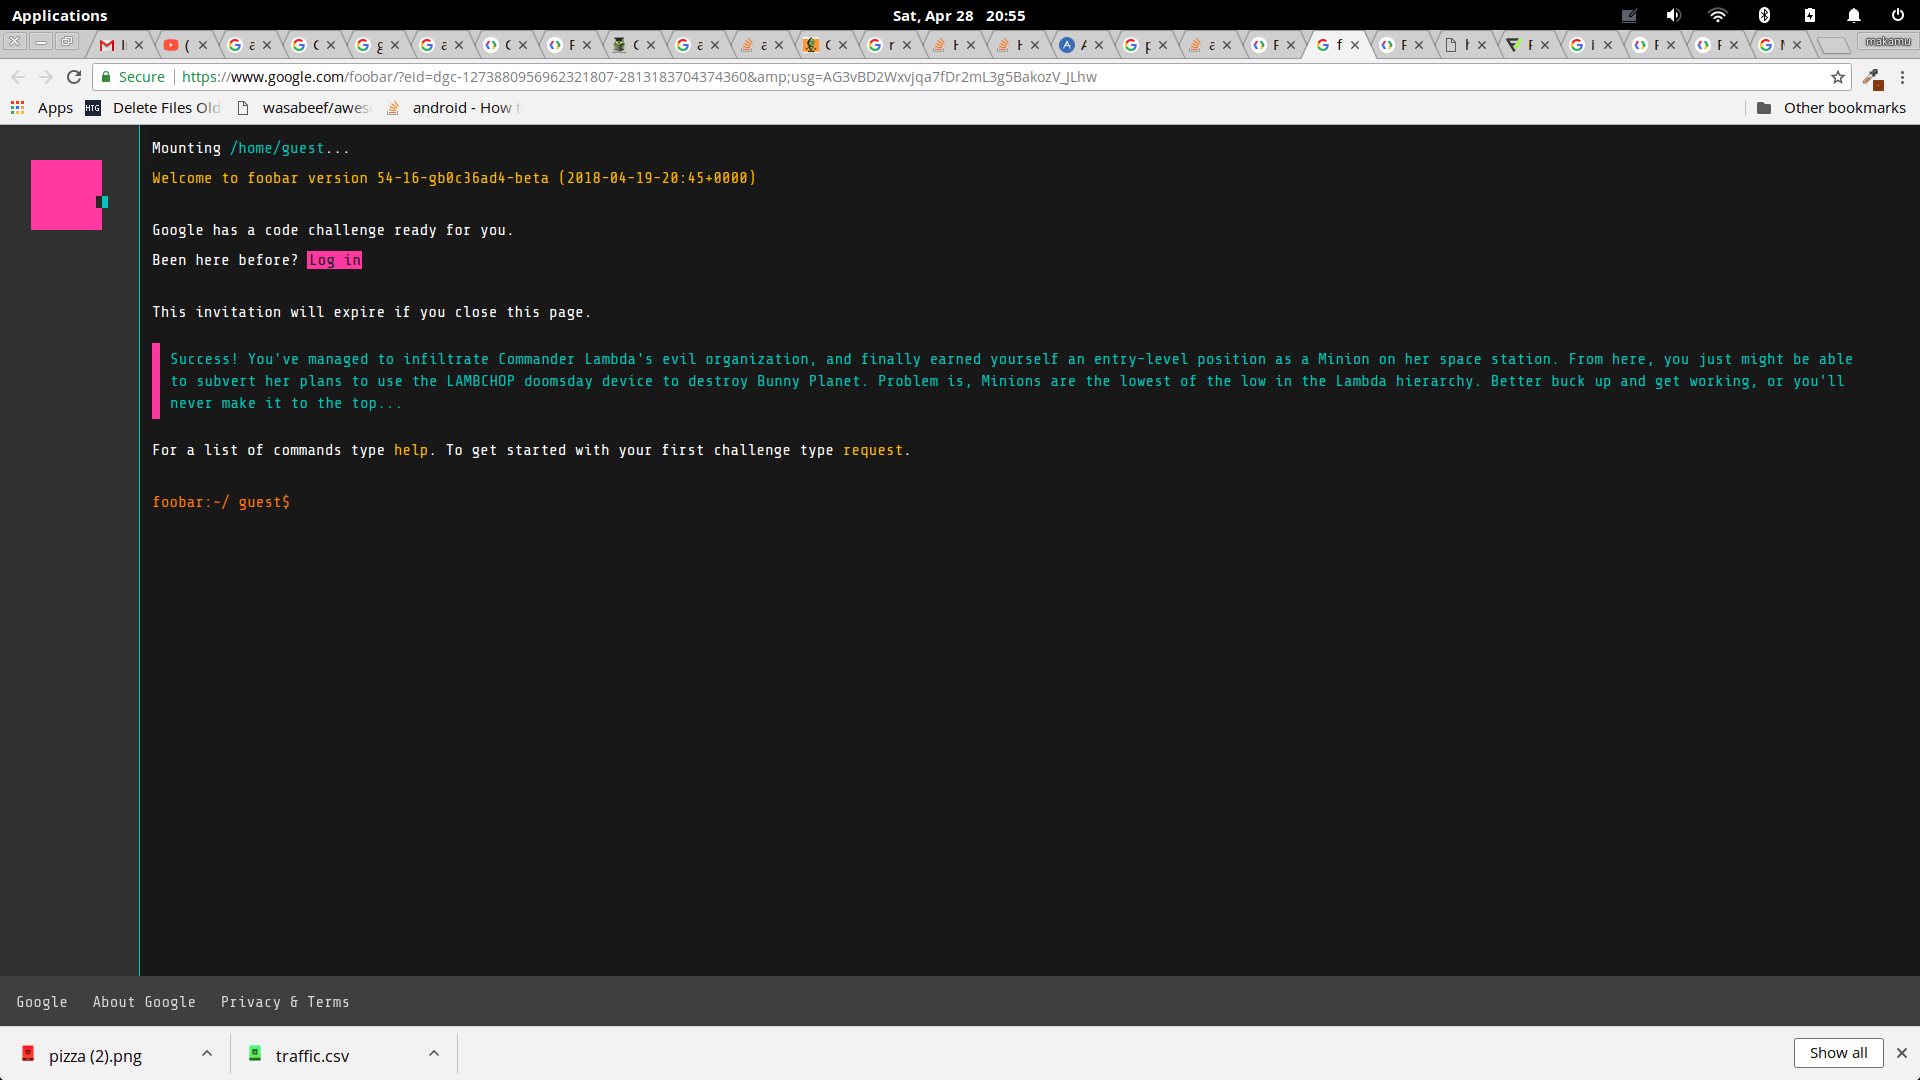 Applications
Sat, Apr 28 20:55
makamu
Secure https://www.google.com/foobar/?eid=dgc-1273880956962321807-2813183704374360&amp;usg=AG3vBD2Wxvjqa7fDr2mL3g5BakozV_JLhw
Apps Delete Files Old wasabeef/awes android - How t Other bookmarks
Mounting /home/guest...
Welcome to foobar version 54-16-gb0c36ad4-beta (2018-04-19-20:45+0000)
Google has a code challenge ready for you.
Been here before? Log in
This invitation will expire if you close this page.
Success! You've managed to infiltrate Commander Lambda's evil organization, and finally earned yourself an entry-level position as a Minion on her space station. From here, you just might be able
to subvert her plans to use the LAMBCHOP doomsday device to destroy Bunny Planet. Problem is, Minions are the lowest of the low in the Lambda hierarchy. Better buck up and get working, or you'll
never make it to the top...
For a list of commands type help. To get started with your first challenge type request.
foobar:~/ guest$
Google About Google Privacy & Terms
pizza (2).png traffic.csv Show all